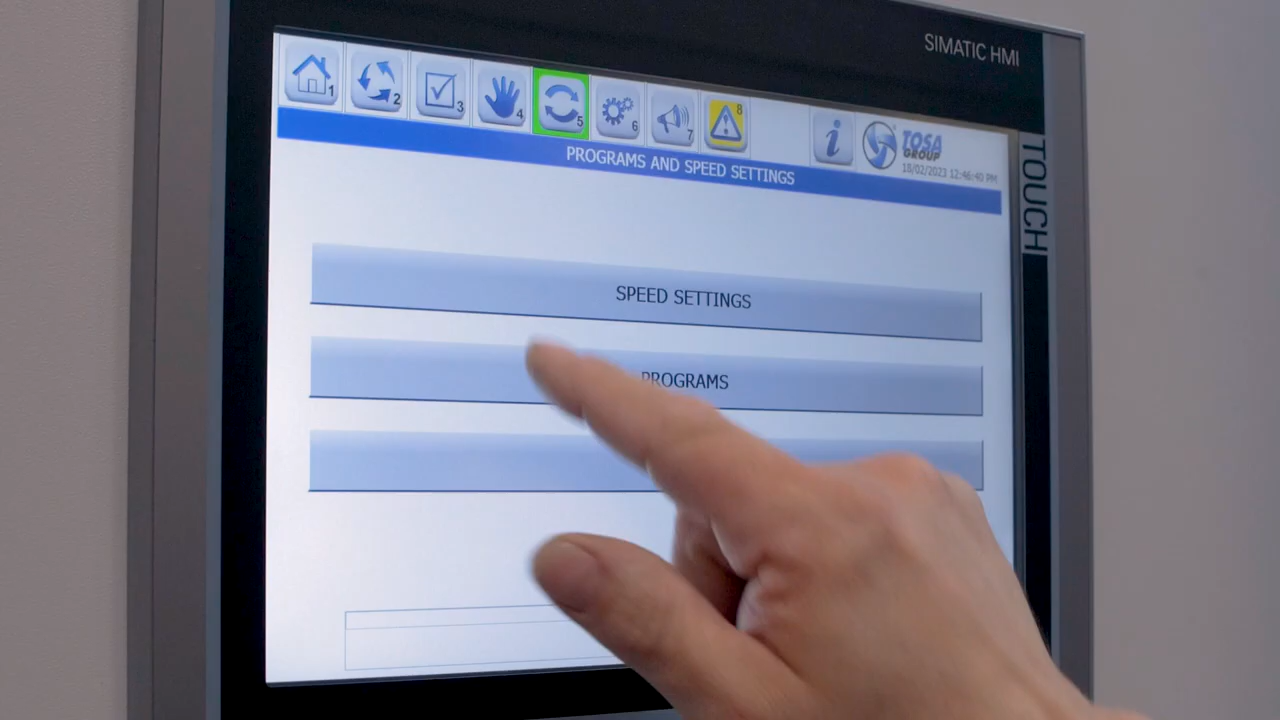 SIMATIC HMI
TOUCH
1 2 3 4 5 6 7 8
i
TOSA
GROUP
18/02/2023 12:46:40 PM
PROGRAMS AND SPEED SETTINGS
SPEED SETTINGS
PROGRAMS